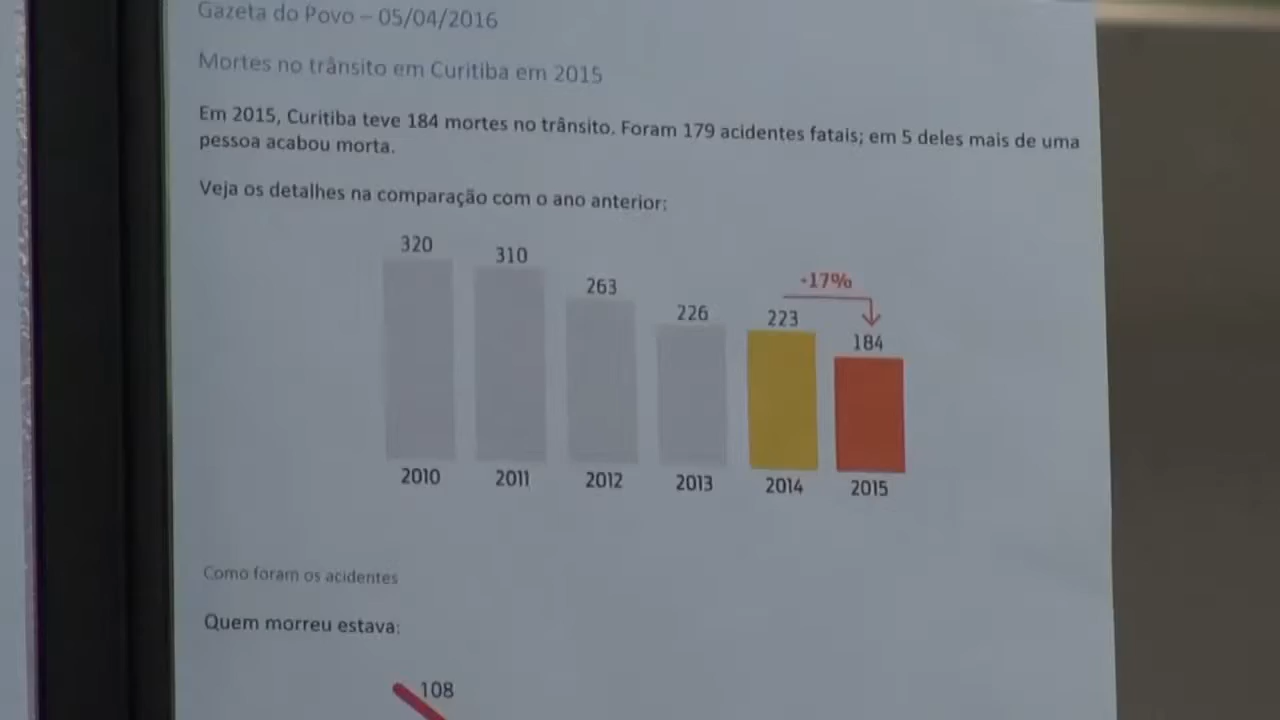 Gazeta do Povo – 05/04/2016
Mortes no trânsito em Curitiba em 2015
Em 2015, Curitiba teve 184 mortes no trânsito. Foram 179 acidentes fatais; em 5 deles mais de uma
pessoa acabou morta.
Veja os detalhes na comparação com o ano anterior:
320
310
263
226
223
-17%
184
2010
2011
2012
2013
2014
2015
Como foram os acidentes
Quem morreu estava:
108